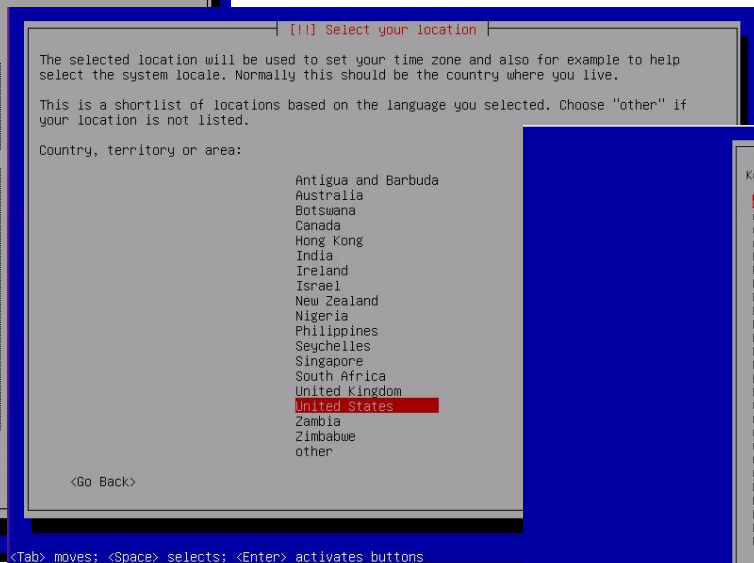 [!!] Select your location
The selected location will be used to set your time zone and also for example to help
select the system locale. Normally this should be the country where you live.
This is a shortlist of locations based on the language you selected. Choose "other" if
your location is not listed.
Country, territory or area:
Antigua and Barbuda
Australia
Botswana
Canada
Hong Kong
India
Ireland
Israel
New Zealand
Nigeria
Philippines
Seychelles
Singapore
South Africa
United Kingdom
United States
Zambia
Zimbabwe
other
<Go Back>
<Tab> moves; <Space> selects; <Enter> activates buttons